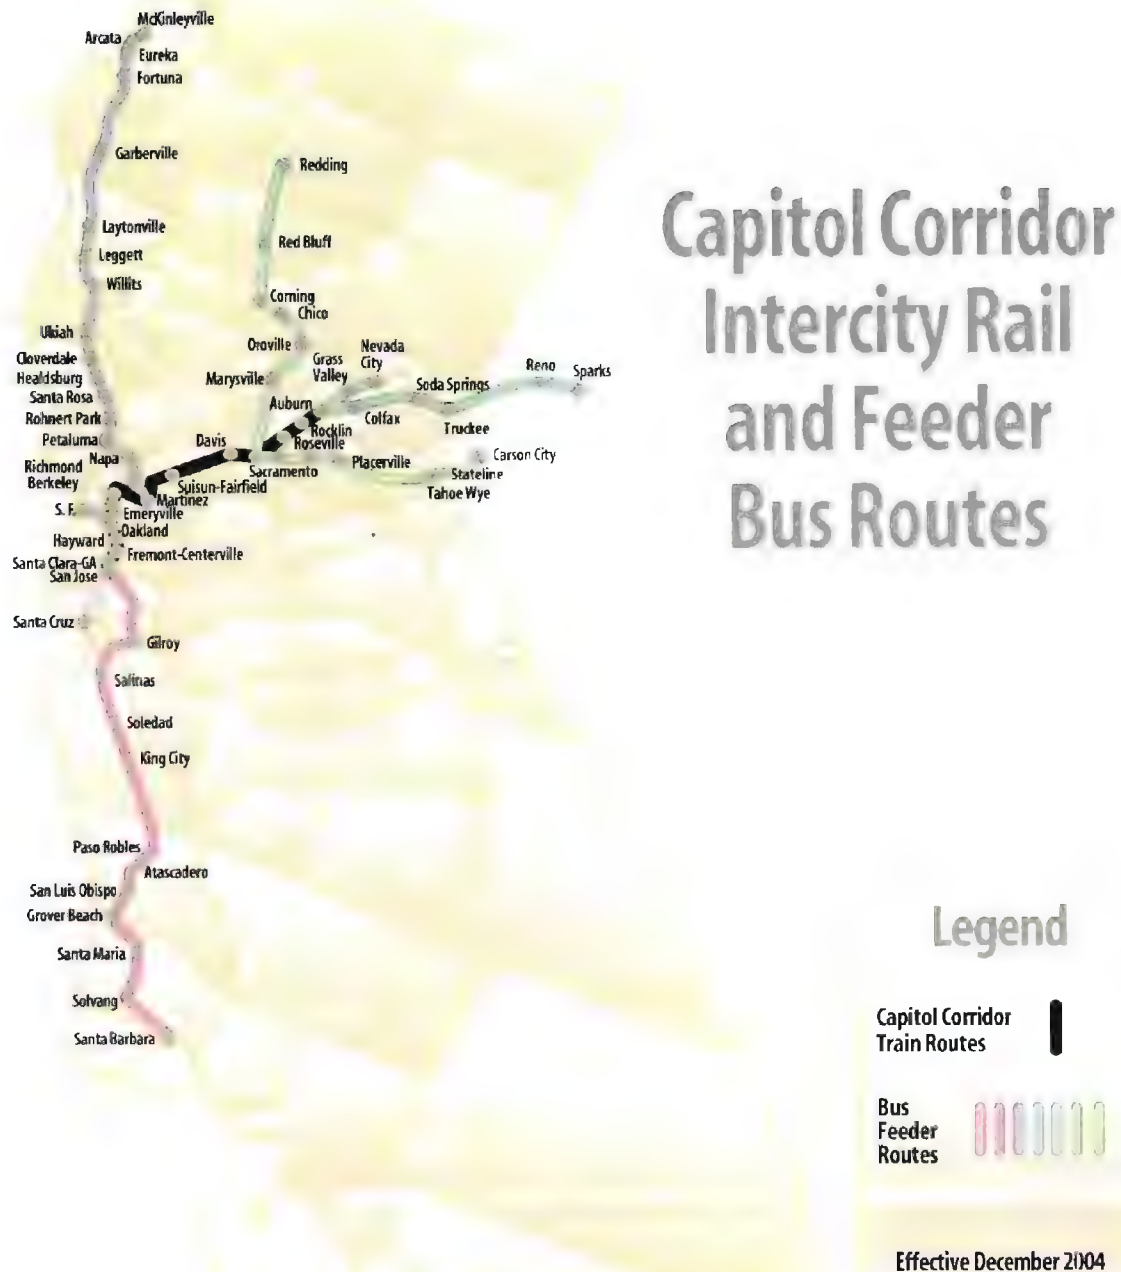 McKinleyville
Arcata
Eureka
Fortuna
Garberville
Laytonville
Leggett
Willits
Ukiah
Cloverdale
Healdsburg
Santa Rosa
Rohnert Park
Petaluma
Napa
Richmond
Berkeley
S. F.
Hayward
Santa Clara-GA
San Jose
Santa Cruz
Redding
Red Bluff
Corning
Chico
Oroville
Marysville
Grass
Valley
Nevada
City
Auburn
Rocklin
Roseville
Colfax
Soda Springs
Truckee
Reno
Sparks
Davis
Sacramento
Placerville
Carson City
Stateline
Tahoe Wye
Suisun-Fairfield
Martinez
Emeryville
Oakland
Fremont-Centerville
Gilroy
Salinas
Soledad
King City
Paso Robles
Atascadero
San Luis Obispo
Grover Beach
Santa Maria
Solvang
Santa Barbara
Capitol Corridor
Intercity Rail
and Feeder
Bus Routes
Legend
Capitol Corridor
Train Routes
Bus
Feeder
Routes
Effective December 2004